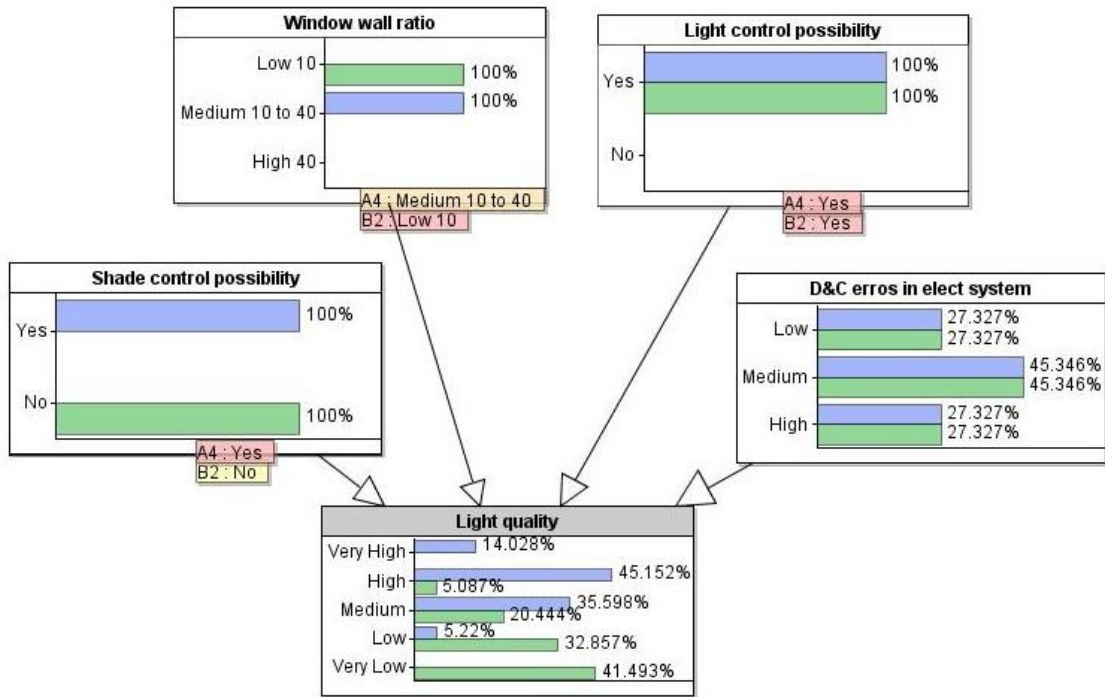 Window wall ratio
Low 10
100%
Medium 10 to 40
100%
High 40
A4 : Medium 10 to 40
B2 : Low 10
Light control possibility
Yes
100%
100%
No
A4 : Yes
B2 : Yes
Shade control possibility
Yes
100%
No
100%
A4 : Yes
B2 : No
D&C erros in elect system
Low
27.327%
27.327%
Medium
45.346%
45.346%
High
27.327%
27.327%
Light quality
Very High
14.028%
High
45.152%
5.087%
Medium
35.598%
20.444%
Low
5.22%
32.857%
Very Low
41.493%